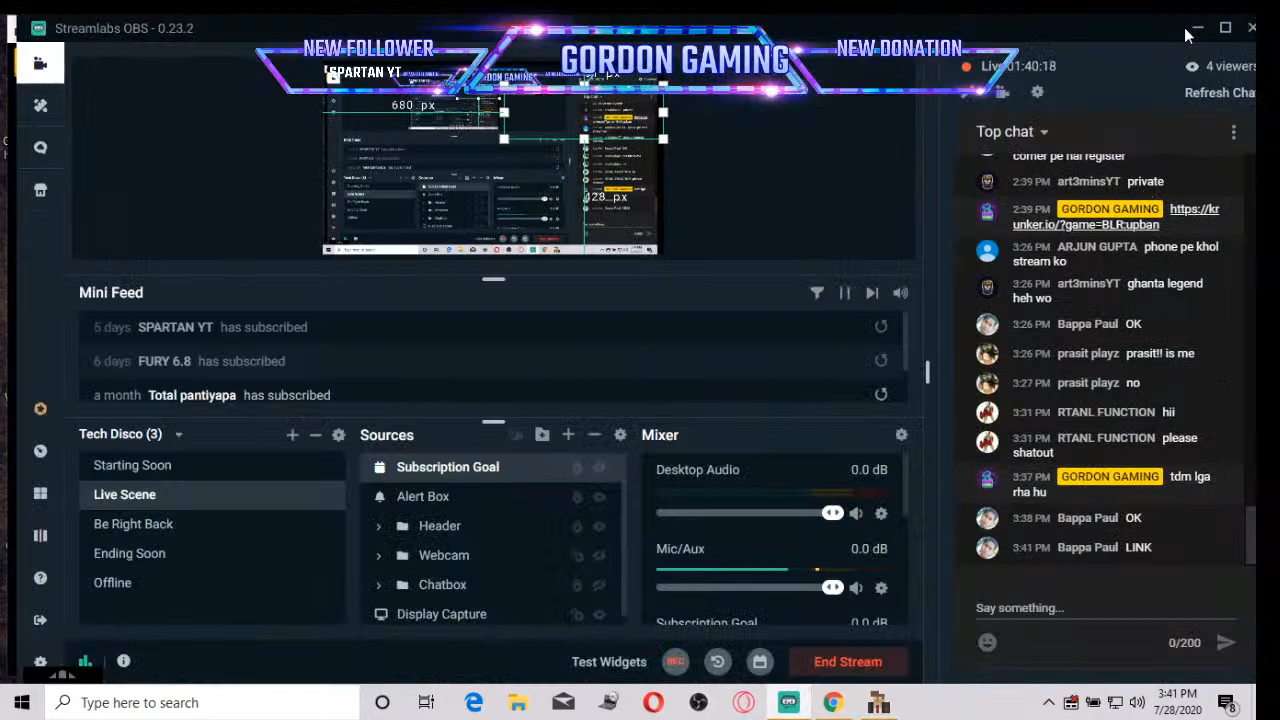 Streamlabs OBS - 0.23.2
NEW FOLLOWER
GORDON GAMING
NEW DONATION
SPARTAN YT
680 px
Live 01:40:18
4 viewers
Refresh Cha
Top chat
corner pe hai register
2:39 PM art3minsYT private
2:39 PM GORDON GAMING https://kr
unker.io/?game=BLR:upban
3:26 PM ARJUN GUPTA phone pe khol
stream ko
3:26 PM art3minsYT ghanta legend
heh wo
3:26 PM Bappa Paul OK
3:26 PM prasit playz prasit!! is me
3:27 PM prasit playz no
3:31 PM RTANL FUNCTION hii
3:31 PM RTANL FUNCTION please
shatout
3:37 PM GORDON GAMING tdm lga
rha hu
3:38 PM Bappa Paul OK
3:41 PM Bappa Paul LINK
Say something...
0/200
Mini Feed
5 days SPARTAN YT has subscribed
6 days FURY 6.8 has subscribed
a month Total pantiyapa has subscribed
Tech Disco (3)
Starting Soon
Live Scene
Be Right Back
Ending Soon
Offline
Sources
Subscription Goal
Alert Box
Header
Webcam
Chatbox
Display Capture
Mixer
Desktop Audio 0.0 dB
Mic/Aux 0.0 dB
Subscription Goal 0.0 dB
Test Widgets
REC
End Stream
Type here to search
3:41 PM
7/28/2020
8